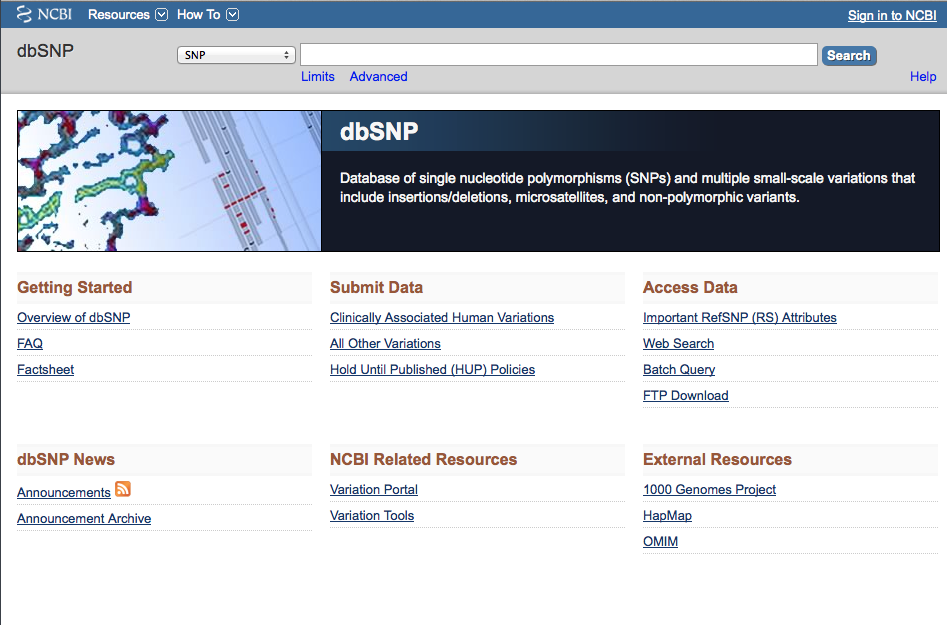 NCBI Resources How To Sign in to NCBI
dbSNP SNP Search
Limits Advanced Help
dbSNP
Database of single nucleotide polymorphisms (SNPs) and multiple small-scale variations that
include insertions/deletions, microsatellites, and non-polymorphic variants.
Getting Started
Overview of dbSNP
FAQ
Factsheet
Submit Data
Clinically Associated Human Variations
All Other Variations
Hold Until Published (HUP) Policies
Access Data
Important RefSNP (RS) Attributes
Web Search
Batch Query
FTP Download
dbSNP News
Announcements
Announcement Archive
NCBI Related Resources
Variation Portal
Variation Tools
External Resources
1000 Genomes Project
HapMap
OMIM